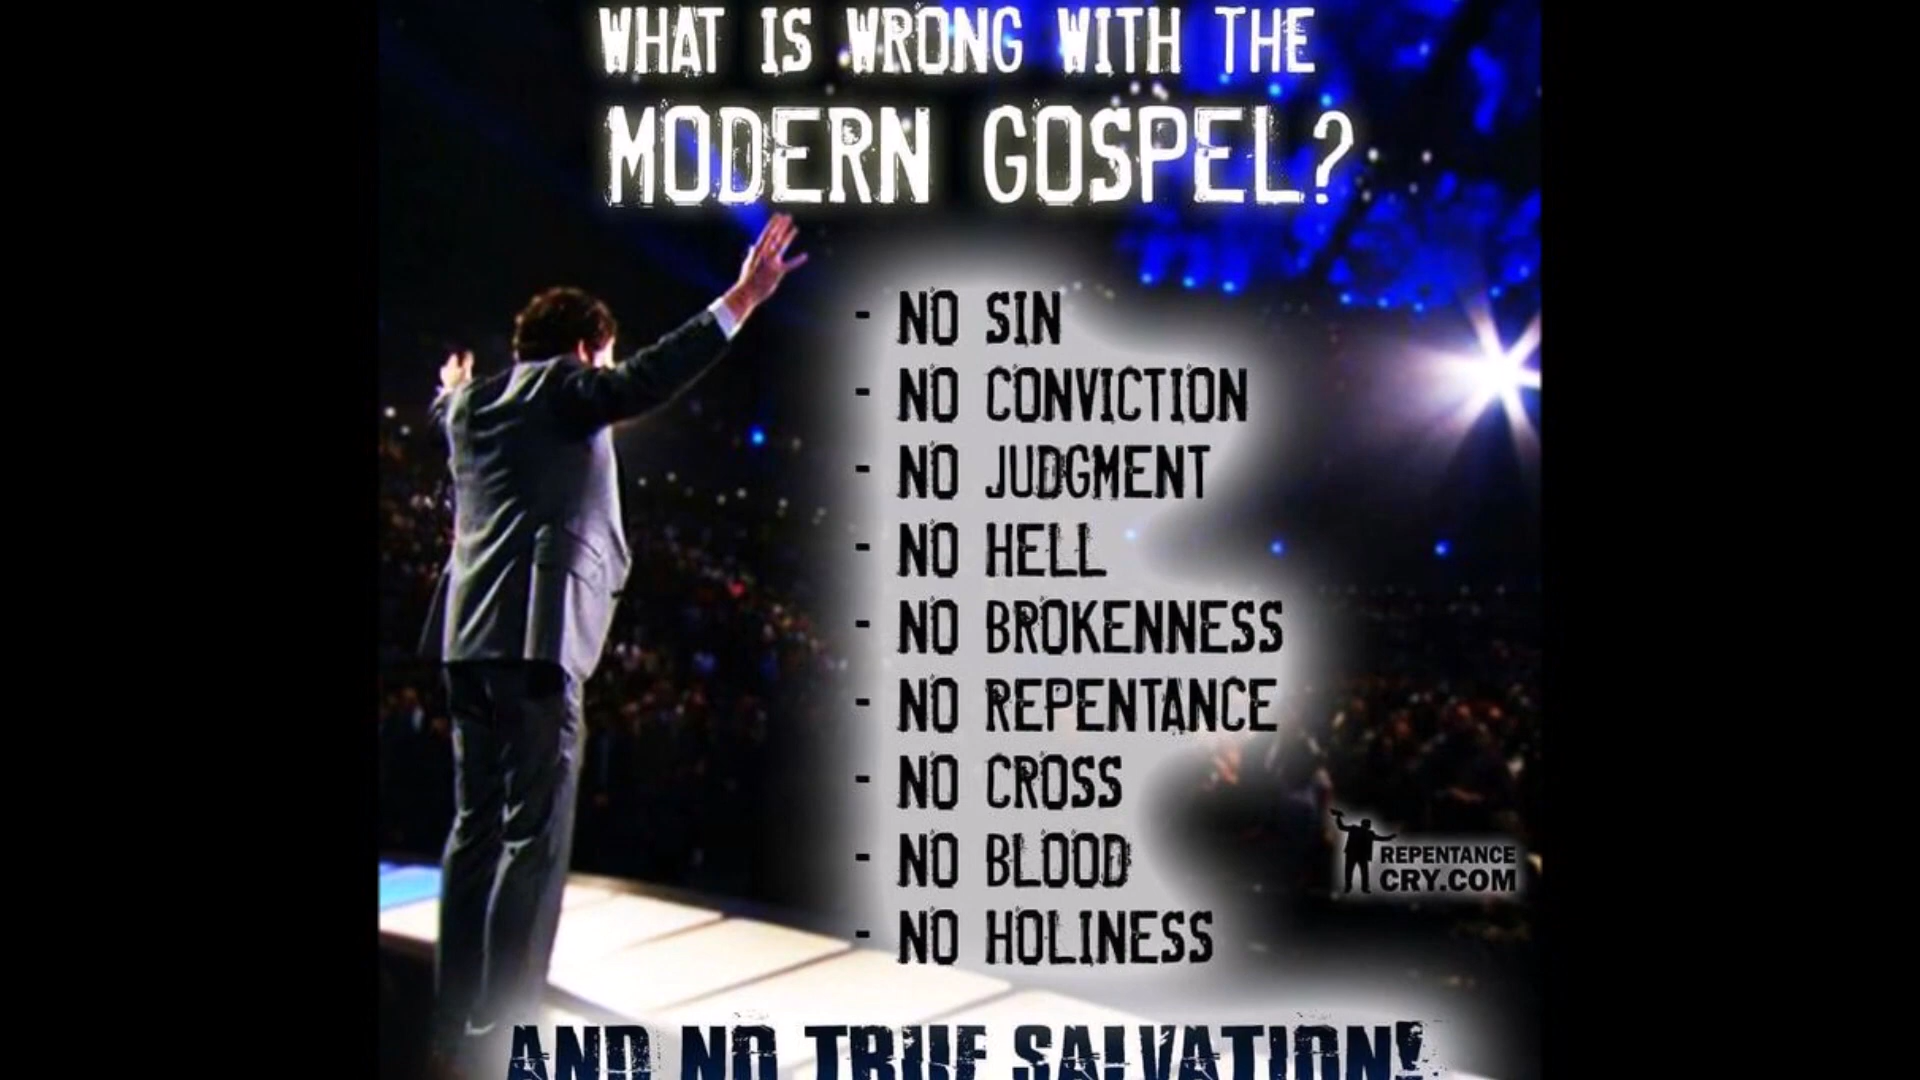 WHAT IS WRONG WITH THE
MODERN GOSPEL?
- NO SIN
- NO CONVICTION
- NO JUDGMENT
- NO HELL
- NO BROKENNESS
- NO REPENTANCE
- NO CROSS
- NO BLOOD
- NO HOLINESS
REPENTANCE
CRY.COM
AND NO TRUE SALVATION!